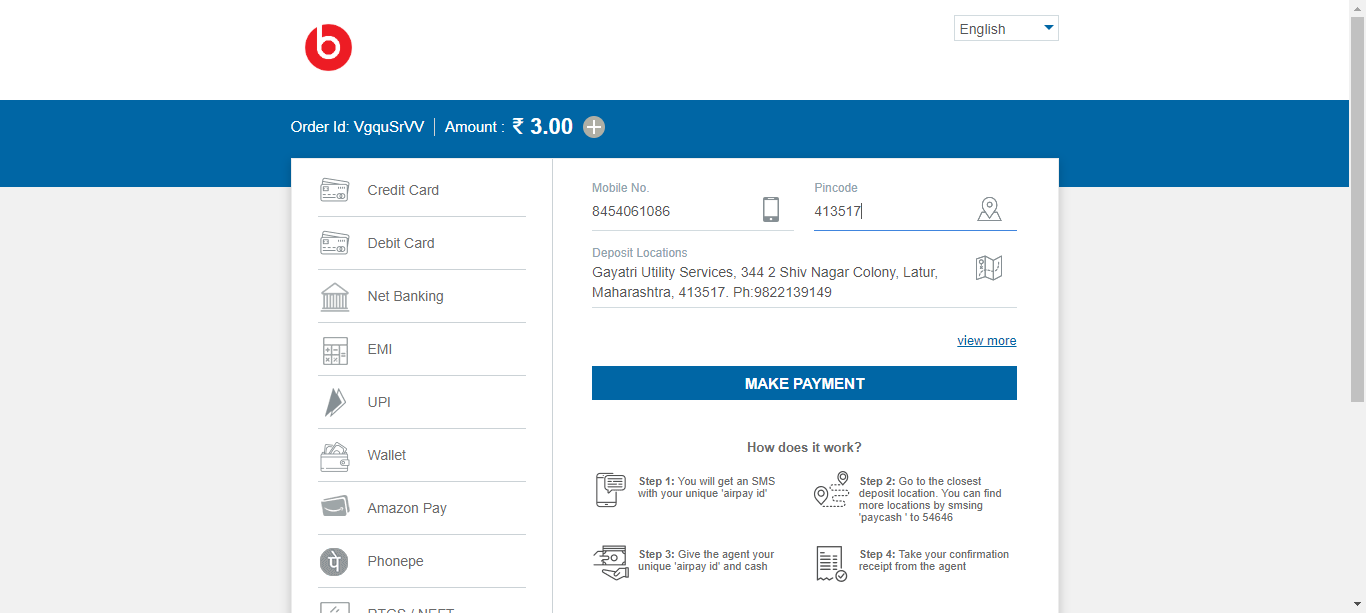 b
English
Order Id: VgquSrVV | Amount : ₹ 3.00
Credit Card
Debit Card
Net Banking
EMI
UPI
Wallet
Amazon Pay
Phonepe
RTGS / NEFT
Mobile No.
8454061086
Pincode
413517
Deposit Locations
Gayatri Utility Services, 344 2 Shiv Nagar Colony, Latur,
Maharashtra, 413517. Ph:9822139149
view more
MAKE PAYMENT
How does it work?
Step 1: You will get an SMS
with your unique 'airpay id'
Step 2: Go to the closest
deposit location. You can find
more locations by smsing
'paycash ' to 54646
Step 3: Give the agent your
unique 'airpay id' and cash
Step 4: Take your confirmation
receipt from the agent